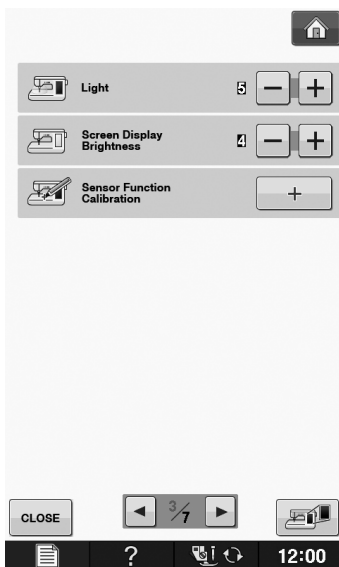 Light 5 − +
Screen Display
Brightness 4 − +
Sensor Function
Calibration +
CLOSE 3/7
? 12:00